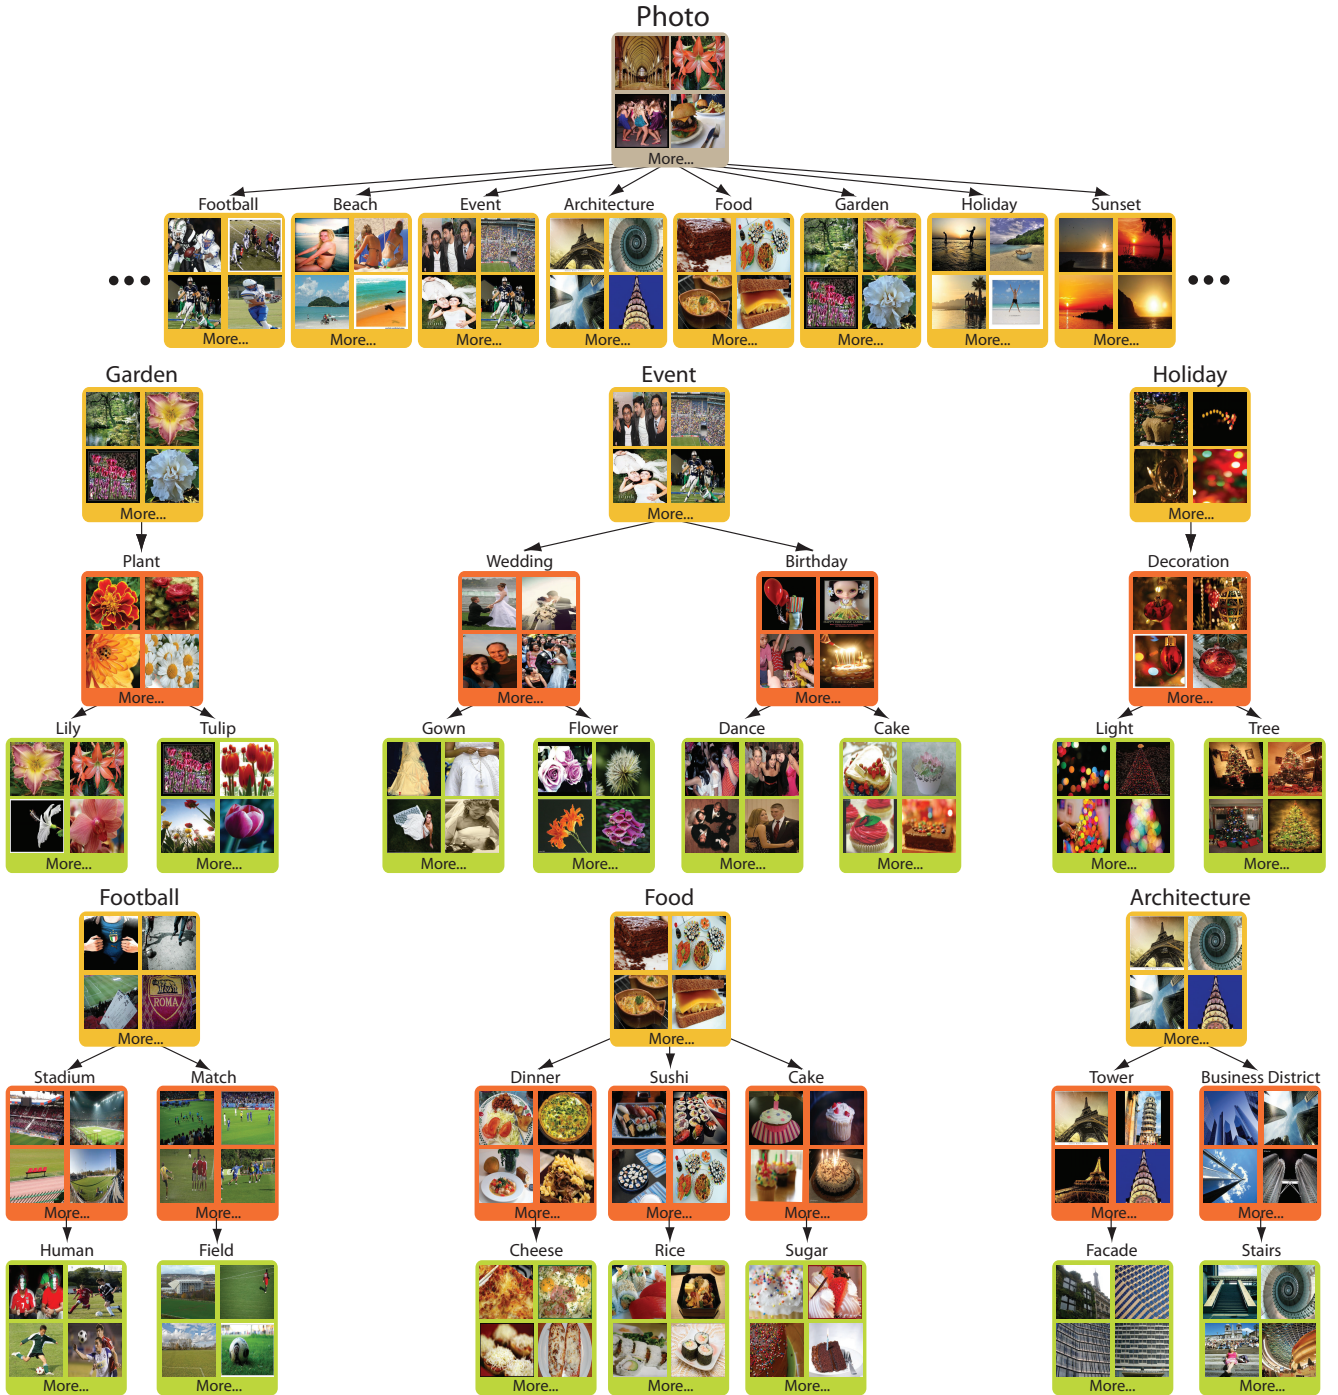 Photo
More...
Football Beach Event Architecture Food Garden Holiday Sunset
More... More... More... More... More... More... More... More...
Garden Event Holiday
More... More... More...
Plant Wedding Birthday Decoration
More... More... More... More...
Lily Tulip Gown Flower Dance Cake Light Tree
More... More... More... More... More... More... More... More...
Football Food Architecture
ROMA
More... More... More...
Stadium Match Dinner Sushi Cake Tower Business District
More... More... More... More... More... More... More...
Human Field Cheese Rice Sugar Facade Stairs
More... More... More... More... More... More... More...